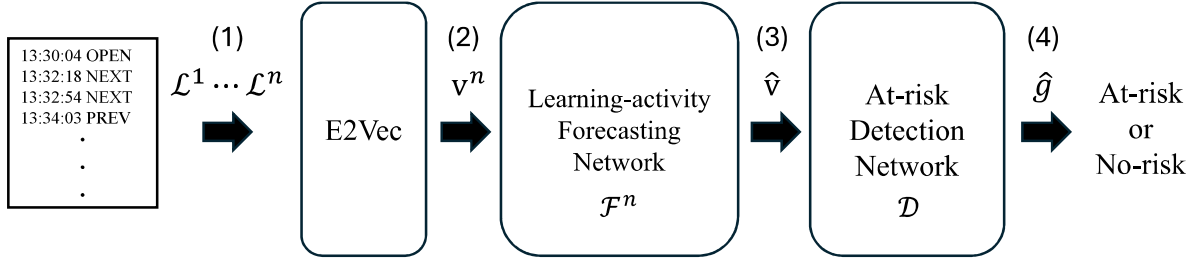 13:30:04 OPEN
13:32:18 NEXT
13:32:54 NEXT
13:34:03 PREV
.
.
.
(1)
ℒ¹ ⋯ ℒⁿ
E2Vec
(2)
vⁿ
Learning-activity
Forecasting
Network
ℱⁿ
(3)
v̂
At-risk
Detection
Network
𝒟
(4)
ĝ
At-risk
or
No-risk